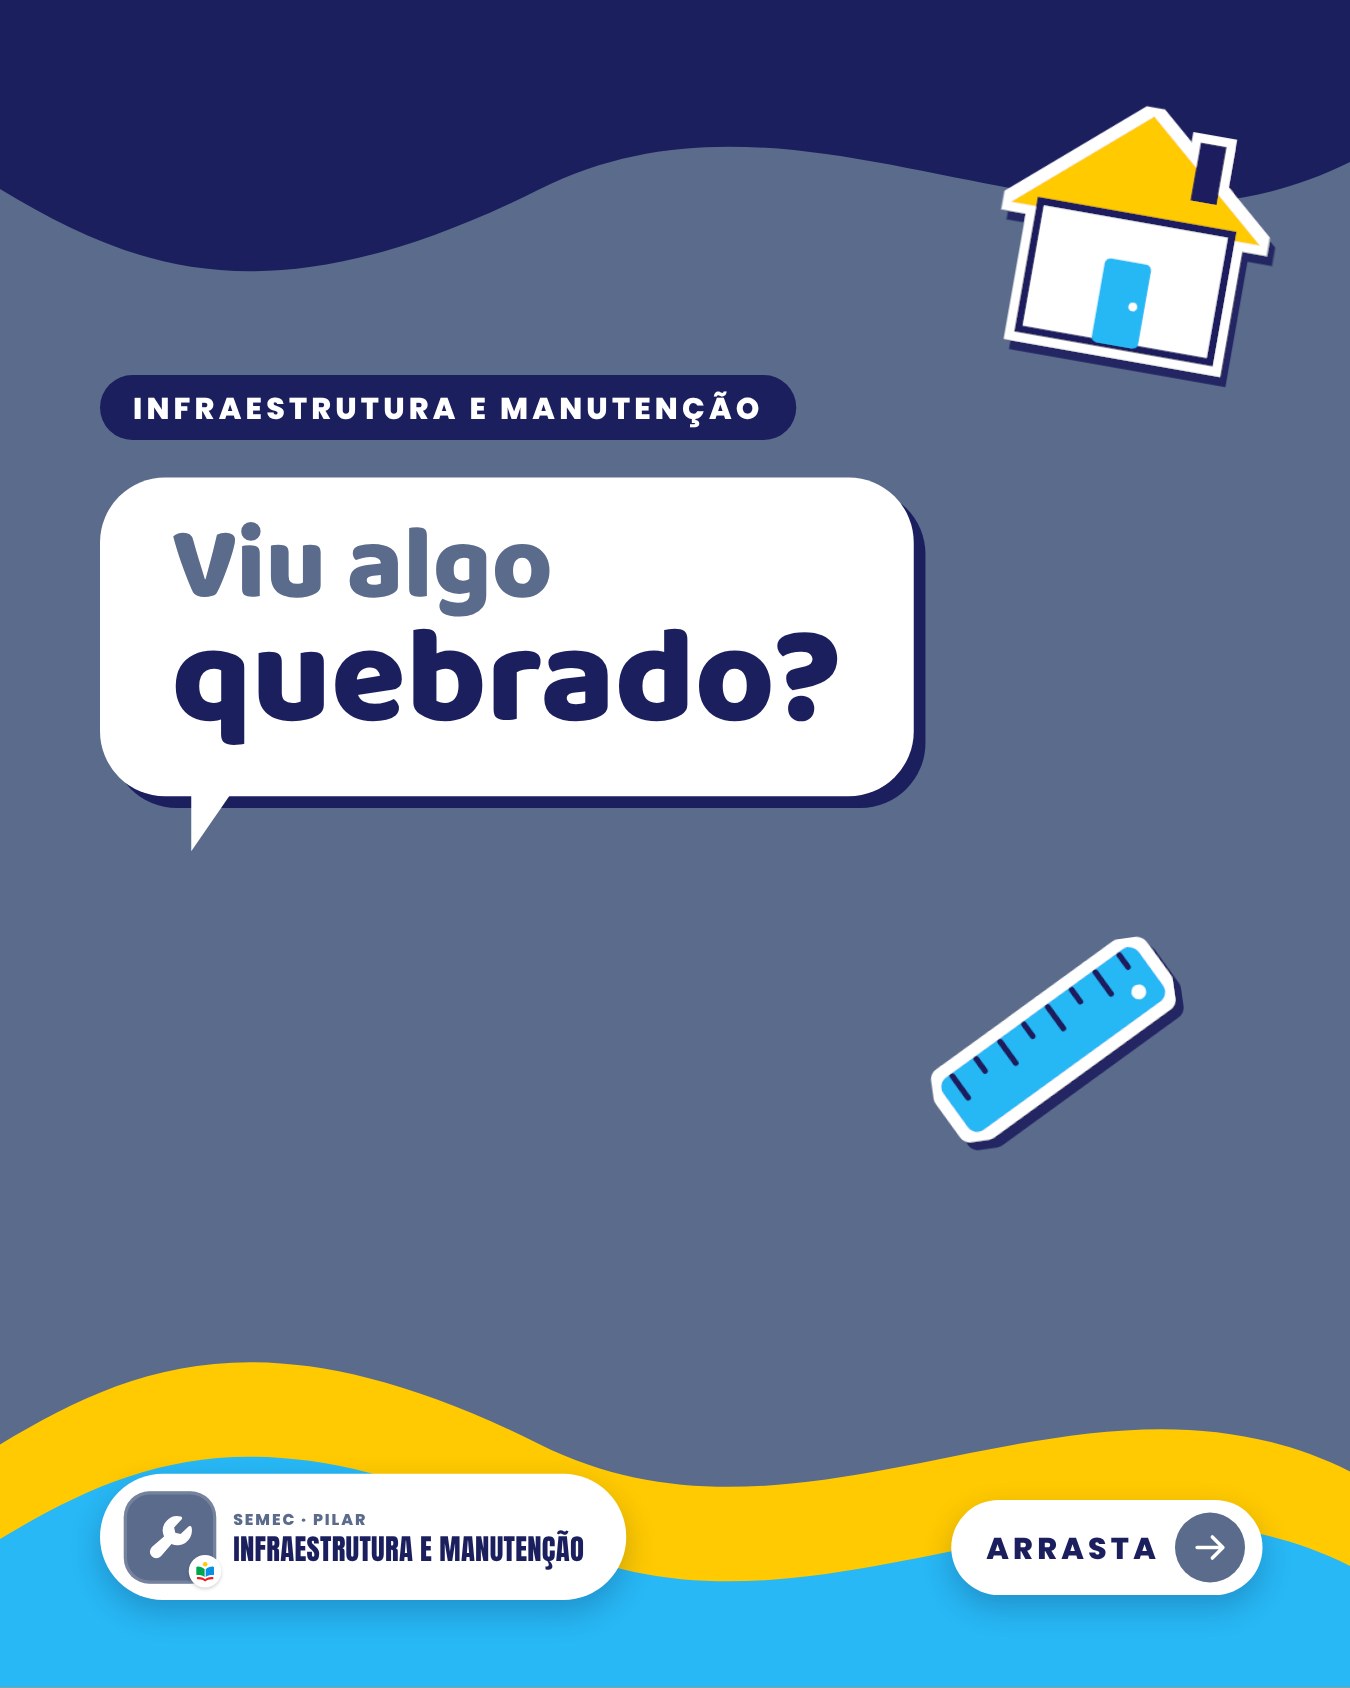 INFRAESTRUTURA E MANUTENÇÃO
Viu algo
quebrado?
SEMEC · PILAR
INFRAESTRUTURA E MANUTENÇÃO
ARRASTA